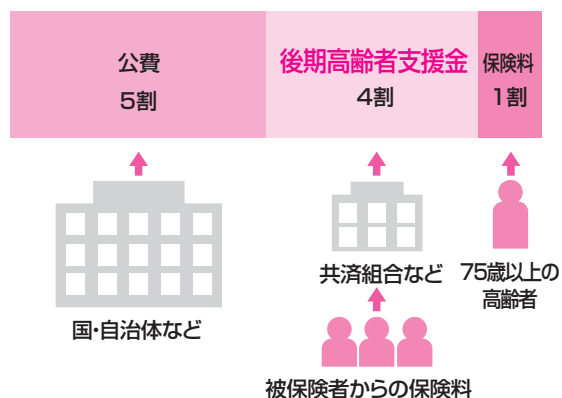 公費
5割
後期高齢者支援金
4割
保険料
1割
国・自治体など
共済組合など
75歳以上の
高齢者
被保険者からの保険料